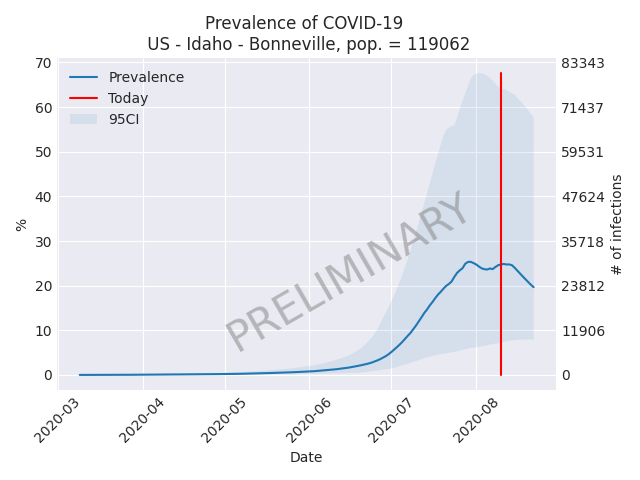 Prevalence of COVID-19
US - Idaho - Bonneville, pop. = 119062
Prevalence
Today
95CI
PRELIMINARY
70
60
50
40
30
20
10
0
%
83343
71437
59531
47624
35718
23812
11906
0
# of infections
2020-03
2020-04
2020-05
2020-06
2020-07
2020-08
Date